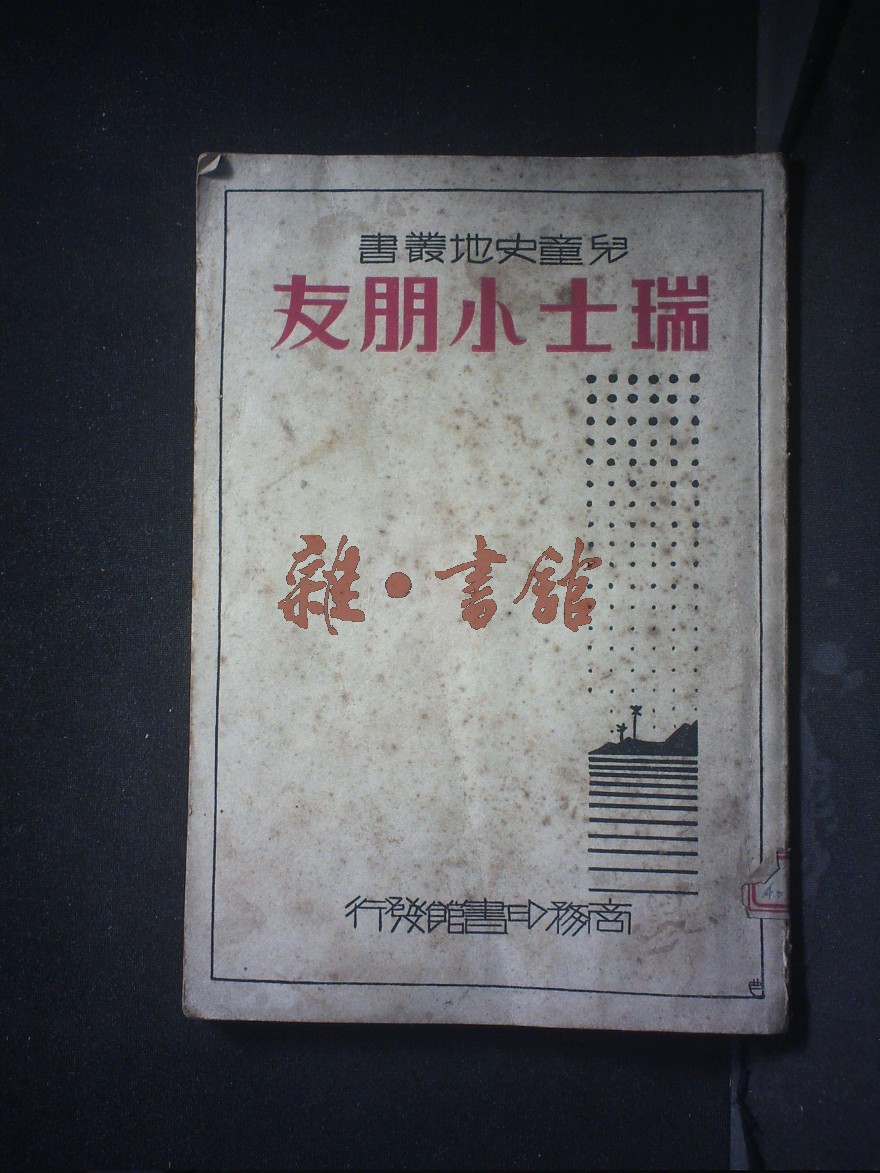 兒童史地叢書
瑞士小朋友
雜·書館
商務印書館發行